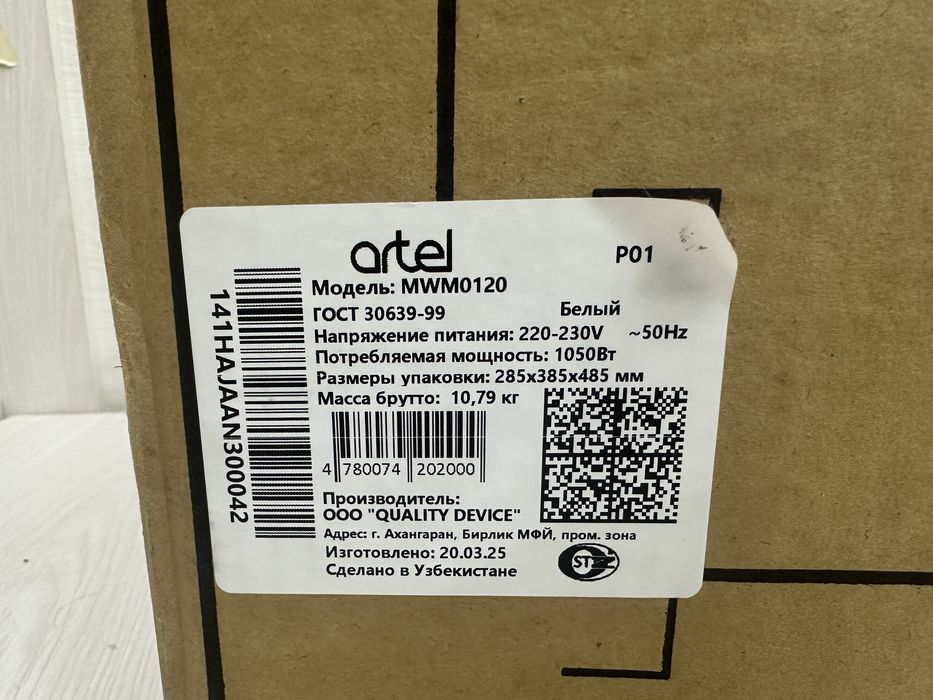 artel
P01
Модель: MWM0120
ГОСТ 30639-99 Белый
Напряжение питания: 220-230V ~50Hz
Потребляемая мощность: 1050Вт
Размеры упаковки: 285x385x485 мм
Масса брутто: 10,79 кг
4 780074 202000
Производитель:
ООО "QUALITY DEVICE"
Адрес: г. Ахангаран, Бирлик МФЙ, пром. зона
Изготовлено: 20.03.25
Сделано в Узбекистане
141HAJAAN300042